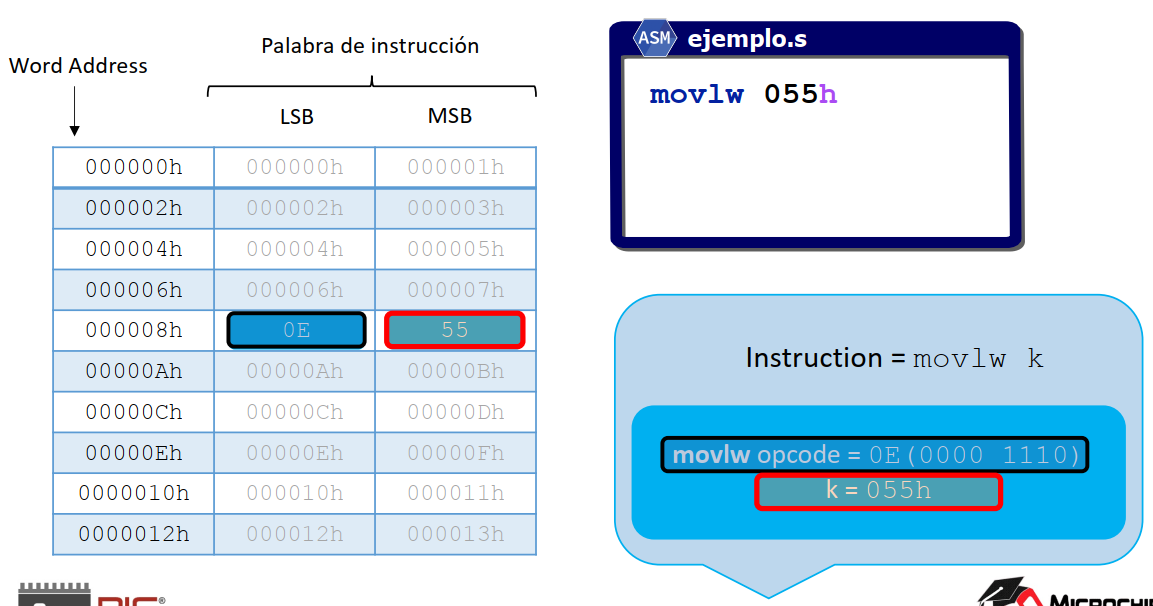 Palabra de instrucción
Word Address
LSB MSB
000000h 000000h 000001h
000002h 000002h 000003h
000004h 000004h 000005h
000006h 000006h 000007h
000008h 0E 55
00000Ah 00000Ah 00000Bh
00000Ch 00000Ch 00000Dh
00000Eh 00000Eh 00000Fh
0000010h 000010h 000011h
0000012h 000012h 000013h
ASM ejemplo.s
movlw 055h
Instruction = movlw k
movlw opcode = 0E(0000 1110)
k = 055h